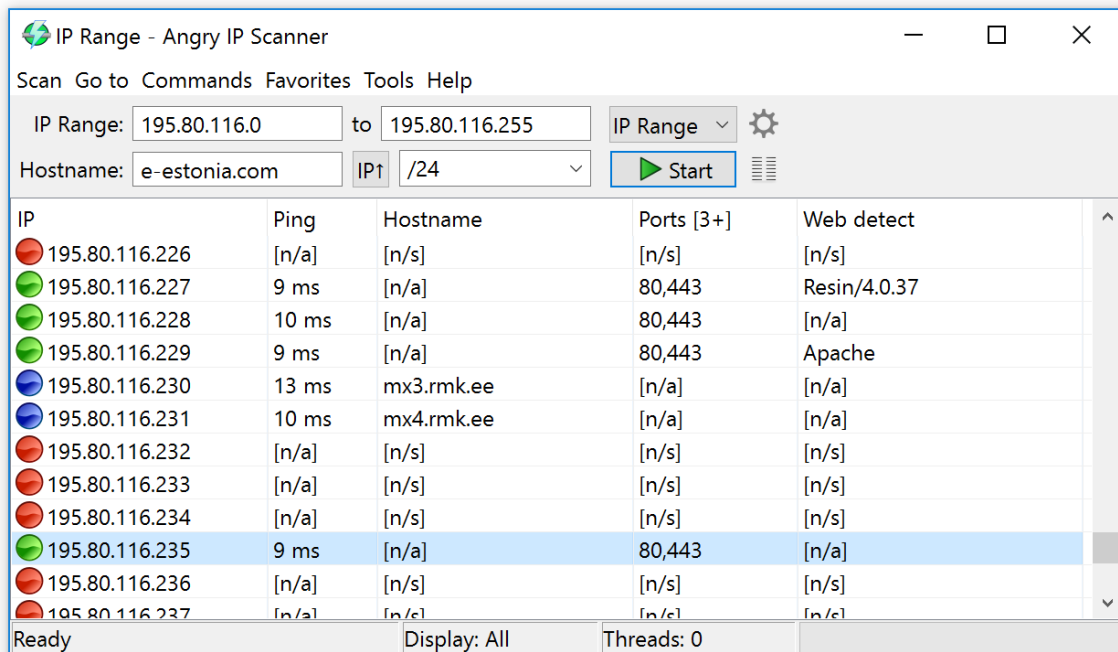 IP Range - Angry IP Scanner
Scan Go to Commands Favorites Tools Help
IP Range: 195.80.116.0 to 195.80.116.255 IP Range
Hostname: e-estonia.com IP↑ /24 Start
IP Ping Hostname Ports [3+] Web detect
195.80.116.226 [n/a] [n/s] [n/s] [n/s]
195.80.116.227 9 ms [n/a] 80,443 Resin/4.0.37
195.80.116.228 10 ms [n/a] 80,443 [n/a]
195.80.116.229 9 ms [n/a] 80,443 Apache
195.80.116.230 13 ms mx3.rmk.ee [n/a] [n/a]
195.80.116.231 10 ms mx4.rmk.ee [n/a] [n/a]
195.80.116.232 [n/a] [n/s] [n/s] [n/s]
195.80.116.233 [n/a] [n/s] [n/s] [n/s]
195.80.116.234 [n/a] [n/s] [n/s] [n/s]
195.80.116.235 9 ms [n/a] 80,443 [n/a]
195.80.116.236 [n/a] [n/s] [n/s] [n/s]
195.80.116.237 [n/a] [n/s] [n/s] [n/s]
Ready Display: All Threads: 0